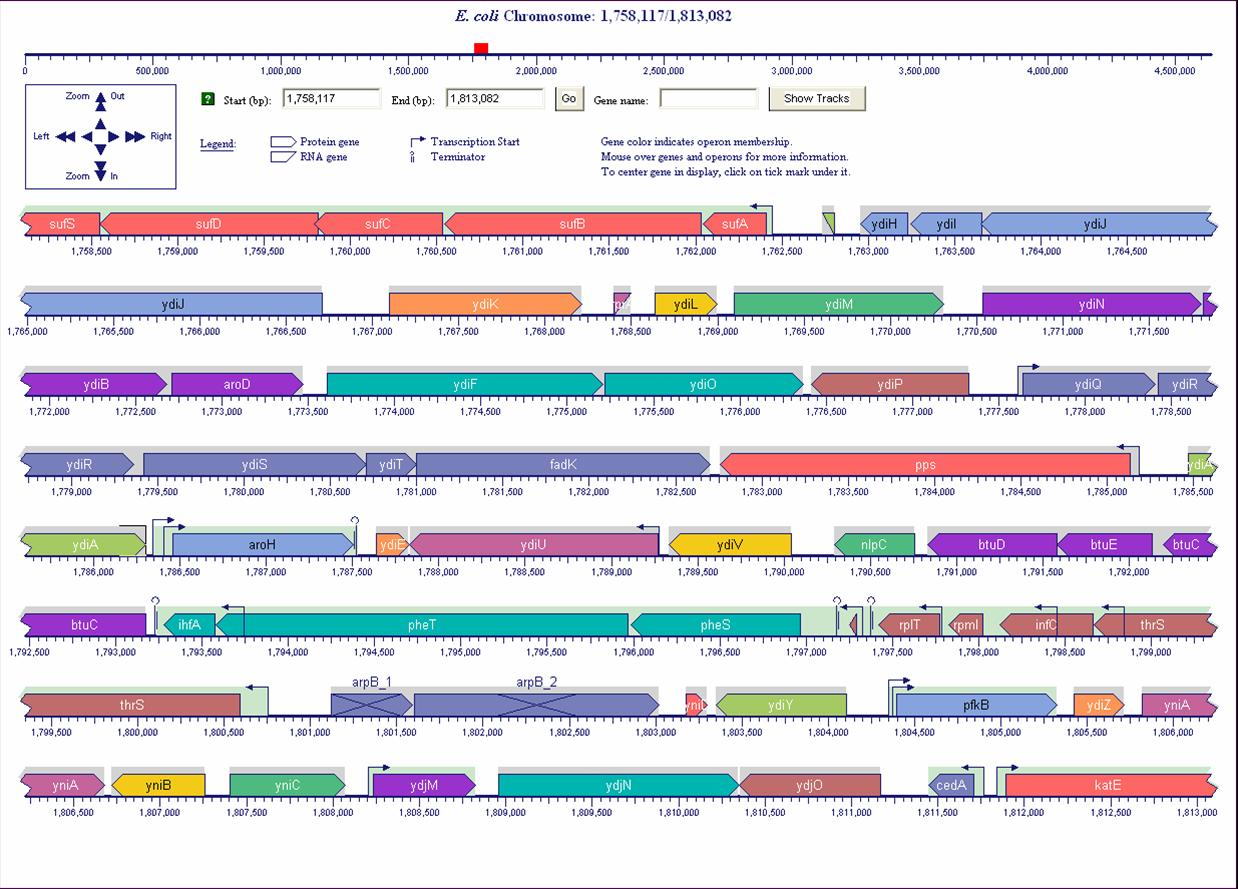 E. coli Chromosome: 1,758,117/1,813,082
0 500,000 1,000,000 1,500,000 2,000,000 2,500,000 3,000,000 3,500,000 4,000,000 4,500,000
Zoom Out
Left Right
Zoom In
? Start (bp): 1,758,117 End (bp): 1,813,082 Go Gene name: Show Tracks
Legend: Protein gene Transcription Start
RNA gene Terminator
Gene color indicates operon membership.
Mouse over genes and operons for more information.
To center gene in display, click on tick mark under it.
sufS sufD sufC sufB sufA ydiH ydiI ydiJ
1,758,500 1,759,000 1,759,500 1,760,000 1,760,500 1,761,000 1,761,500 1,762,000 1,762,500 1,763,000 1,763,500 1,764,000 1,764,500
ydiJ ydiK ydiL ydiM ydiN
1,765,000 1,765,500 1,766,000 1,766,500 1,767,000 1,767,500 1,768,000 1,768,500 1,769,000 1,769,500 1,770,000 1,770,500 1,771,000 1,771,500
ydiB aroD ydiF ydiO ydiP ydiQ ydiR
1,772,000 1,772,500 1,773,000 1,773,500 1,774,000 1,774,500 1,775,000 1,775,500 1,776,000 1,776,500 1,777,000 1,777,500 1,778,000 1,778,500
ydiR ydiS ydiT fadK pps ydiA
1,779,000 1,779,500 1,780,000 1,780,500 1,781,000 1,781,500 1,782,000 1,782,500 1,783,000 1,783,500 1,784,000 1,784,500 1,785,000 1,785,500
ydiA aroH ydiE ydiU ydiV nlpC btuD btuE btuC
1,786,000 1,786,500 1,787,000 1,787,500 1,788,000 1,788,500 1,789,000 1,789,500 1,790,000 1,790,500 1,791,000 1,791,500 1,792,000
btuC ihfA pheT pheS rplT rpmI infC thrS
1,792,500 1,793,000 1,793,500 1,794,000 1,794,500 1,795,000 1,795,500 1,796,000 1,796,500 1,797,000 1,797,500 1,798,000 1,798,500 1,799,000
arpB_1 arpB_2
thrS yniL ydiY pfkB ydiZ yniA
1,799,500 1,800,000 1,800,500 1,801,000 1,801,500 1,802,000 1,802,500 1,803,000 1,803,500 1,804,000 1,804,500 1,805,000 1,805,500 1,806,000
yniA yniB yniC ydjM ydjN ydjO cedA katE
1,806,500 1,807,000 1,807,500 1,808,000 1,808,500 1,809,000 1,809,500 1,810,000 1,810,500 1,811,000 1,811,500 1,812,000 1,812,500 1,813,000